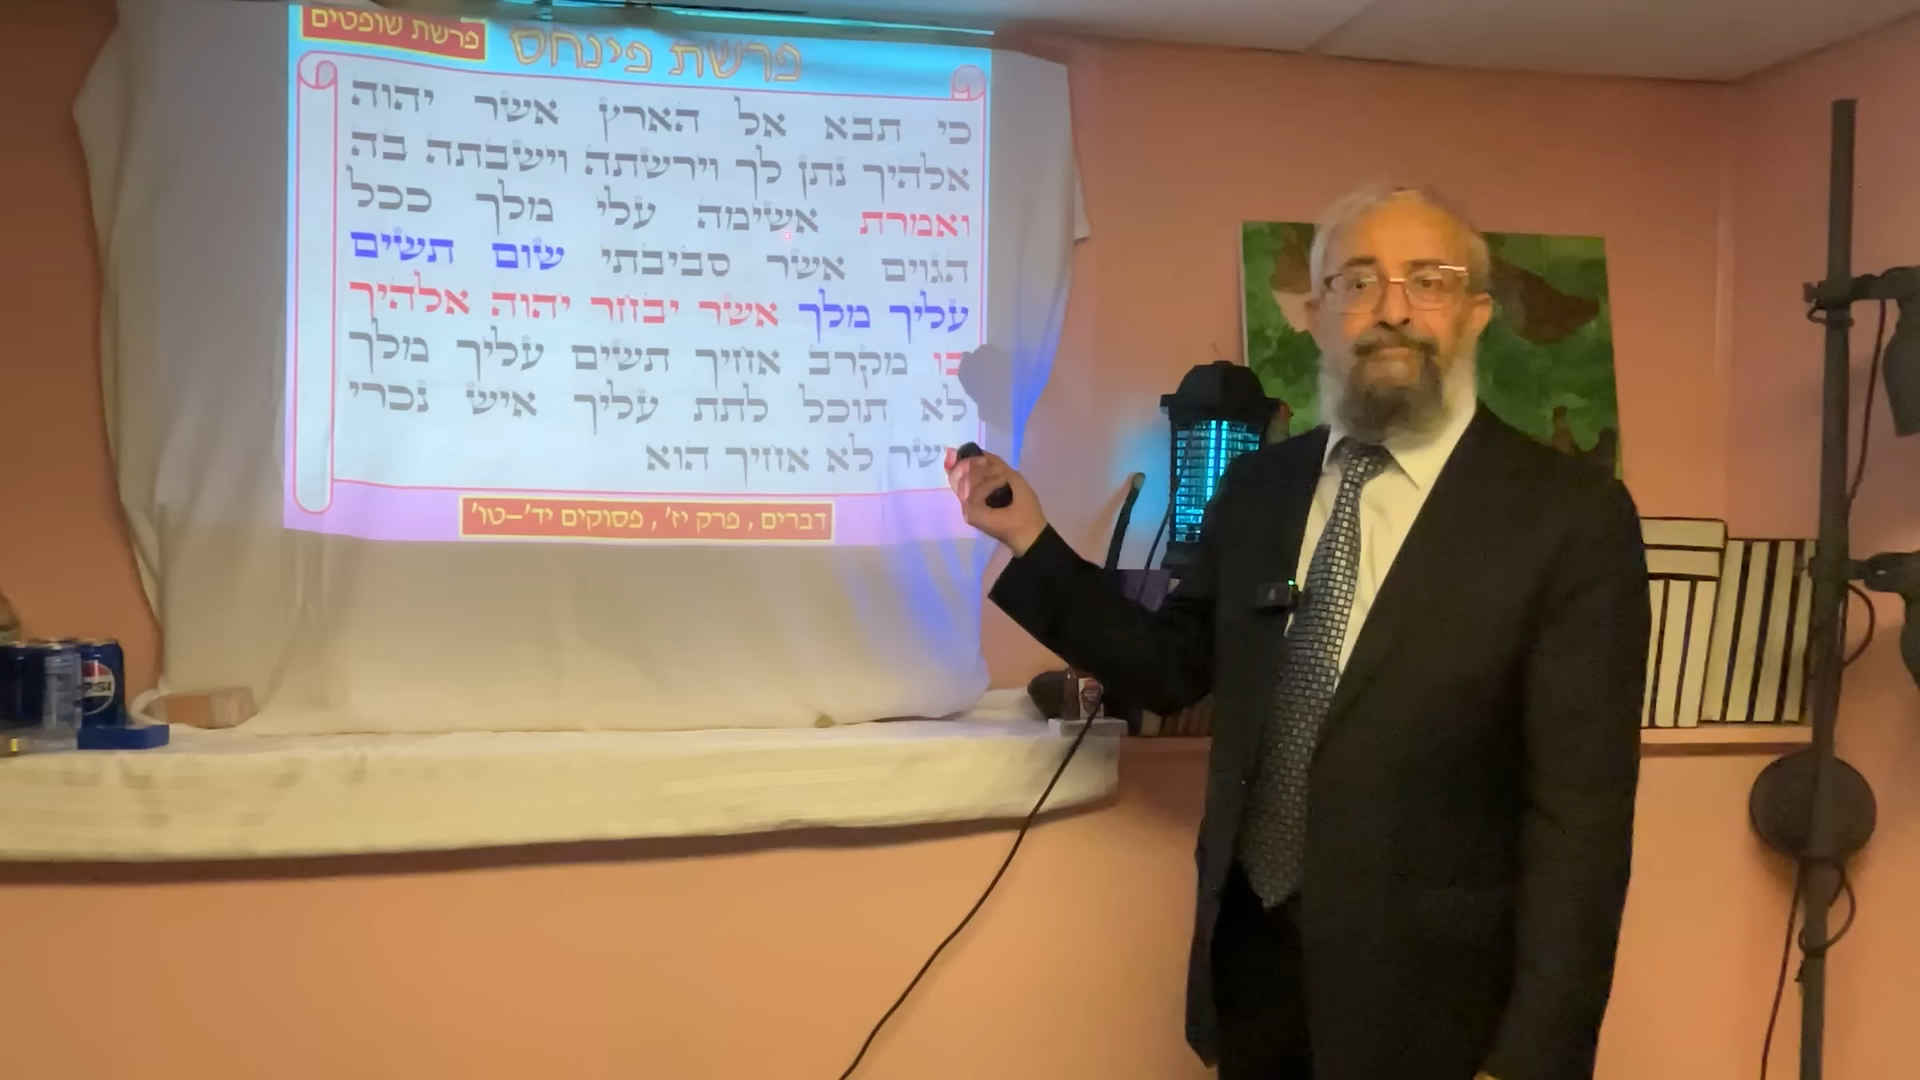 פרשת שופטים
פרשת פינחס
כי תבא אל הארץ אשר יהוה
אלהיך נתן לך וירשתה וישבתה בה
ואמרת אשימה עלי מלך ככל
הגוים אשר סביבתי שום תשים
עליך מלך אשר יבחר יהוה אלהיך
בו מקרב אחיך תשים עליך מלך
לא תוכל לתת עליך איש נכרי
אשר לא אחיך הוא
דברים , פרק יז' , פסוקים יד'–טו'